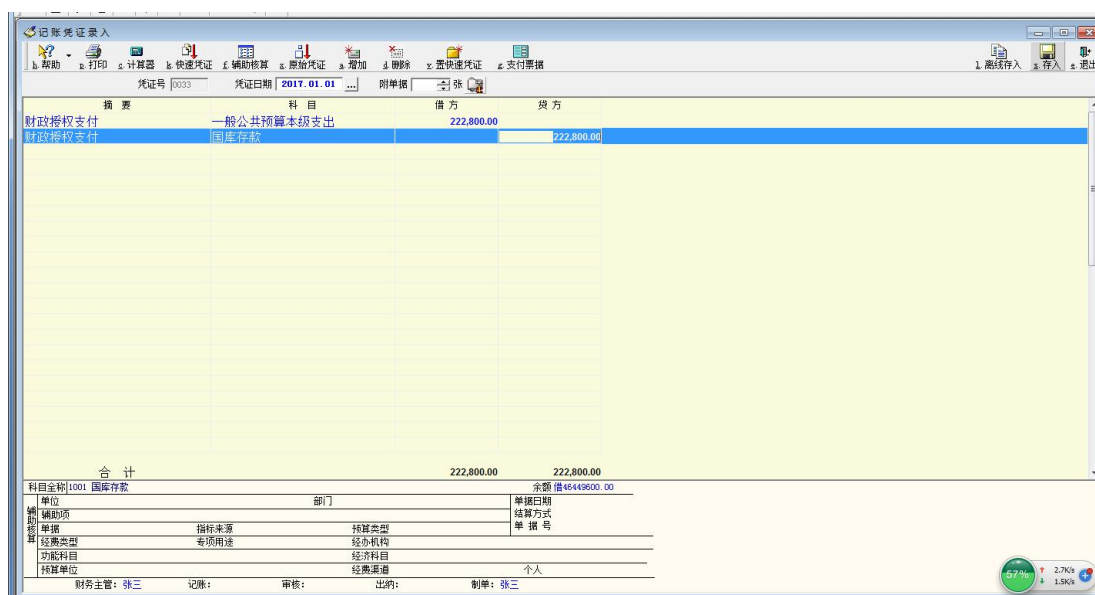 记账凭证录入
h.帮助 p.打印 c.计算器 k.快速凭证 f.辅助核算 x.原始凭证 a.增加 d.删除 y.置快速凭证 z.支付票据 l.离线存入 s.存入 e.退出
凭证号 0033 凭证日期 2017.01.01 ... 附单据 张
摘 要 科 目 借 方 贷 方
财政授权支付 一般公共预算本级支出 222,800.00
财政授权支付 国库存款 222,800.00
合 计 222,800.00 222,800.00
科目全称 1001 国库存款 余额 借46449600.00
辅助核算
单位 部门 单据日期
辅助项 结算方式
单据 指标来源 预算类型 单 据 号
经费类型 专项用途 经办机构
功能科目 经济科目
预算单位 经费渠道 个人
财务主管: 张三 记账: 审核: 出纳: 制单: 张三
57% 2.7K/s
1.5K/s